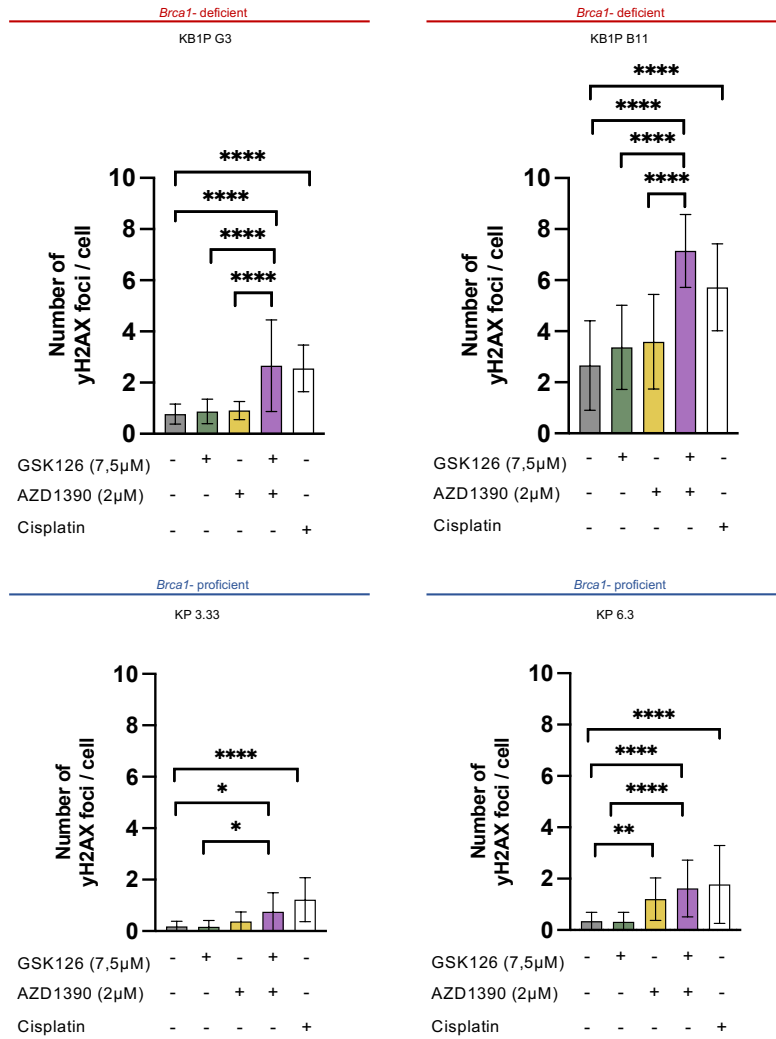 Brca1- deficient
KB1P G3
****
****
****
****
10
8
6
4
2
0
Number of
yH2AX foci / cell
GSK126 (7,5µM) - + - + -
AZD1390 (2µM) - - + + -
Cisplatin - - - - +
Brca1- deficient
KB1P B11
****
****
****
****
10
8
6
4
2
0
Number of
yH2AX foci / cell
GSK126 (7,5µM) - + - + -
AZD1390 (2µM) - - + + -
Cisplatin - - - - +
Brca1- proficient
KP 3.33
****
*
*
10
8
6
4
2
0
Number of
yH2AX foci / cell
GSK126 (7,5µM) - + - + -
AZD1390 (2µM) - - + + -
Cisplatin - - - - +
Brca1- proficient
KP 6.3
****
****
****
**
10
8
6
4
2
0
Number of
yH2AX foci / cell
GSK126 (7,5µM) - + - + -
AZD1390 (2µM) - - + + -
Cisplatin - - - - +